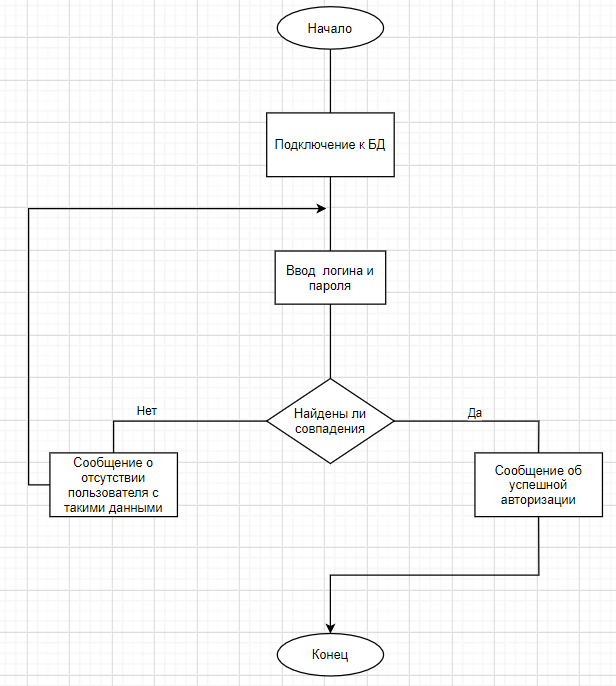 Начало
Подключение к БД
Ввод логина и
пароля
Найдены ли
совпадения
Нет
Да
Сообщение о
отсутствии
пользователя с
такими данными
Сообщение об
успешной
авторизации
Конец